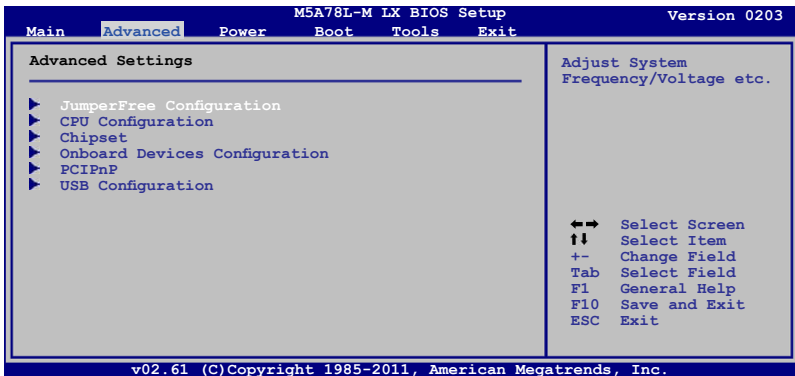 M5A78L-M LX BIOS Setup Version 0203
Main Advanced Power Boot Tools Exit
Advanced Settings
JumperFree Configuration
CPU Configuration
Chipset
Onboard Devices Configuration
PCIPnP
USB Configuration
Adjust System
Frequency/Voltage etc.
←→ Select Screen
↑↓ Select Item
+- Change Field
Tab Select Field
F1 General Help
F10 Save and Exit
ESC Exit
v02.61 (C)Copyright 1985-2011, American Megatrends, Inc.